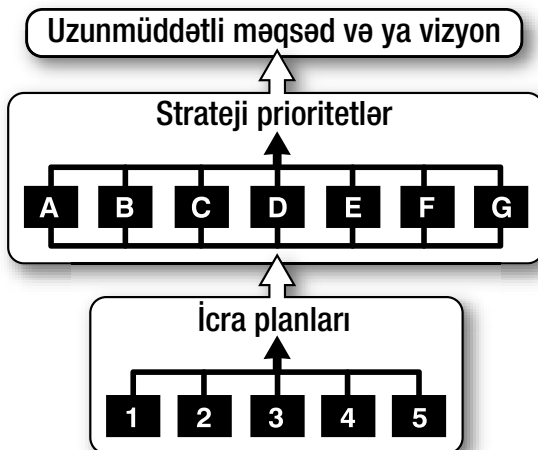 Uzunmüddətli məqsəd və ya vizyon
Strateji prioritetlər
A B C D E F G
İcra planları
1 2 3 4 5